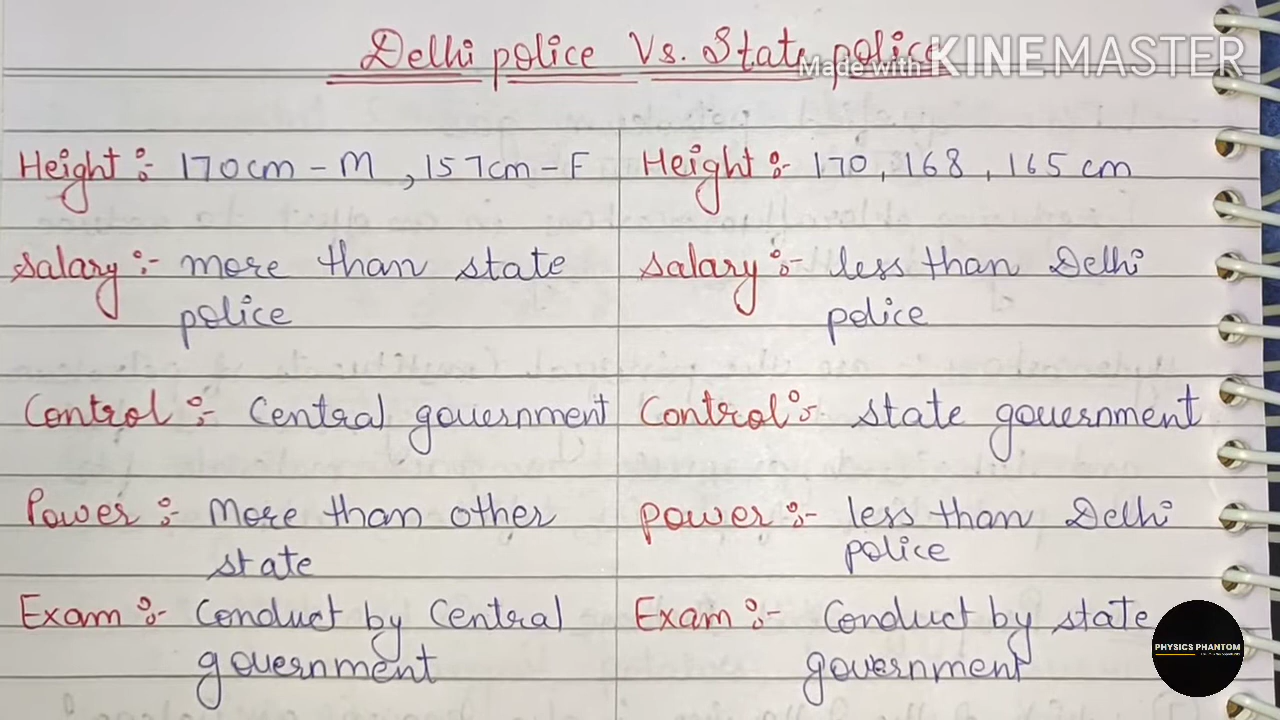 Delhi police Vs. State police
Made with KINEMASTER
Height :- 170cm - M , 157cm - F
Salary :- more than state
police
Control :- Central government
Power :- More than other
state
Exam :- Conduct by Central
government
Height :- 170, 168, 165 cm
Salary :- less than Delhi
police
Control :- State government
Power :- less than Delhi
police
Exam :- Conduct by state
government
PHYSICS PHANTOM